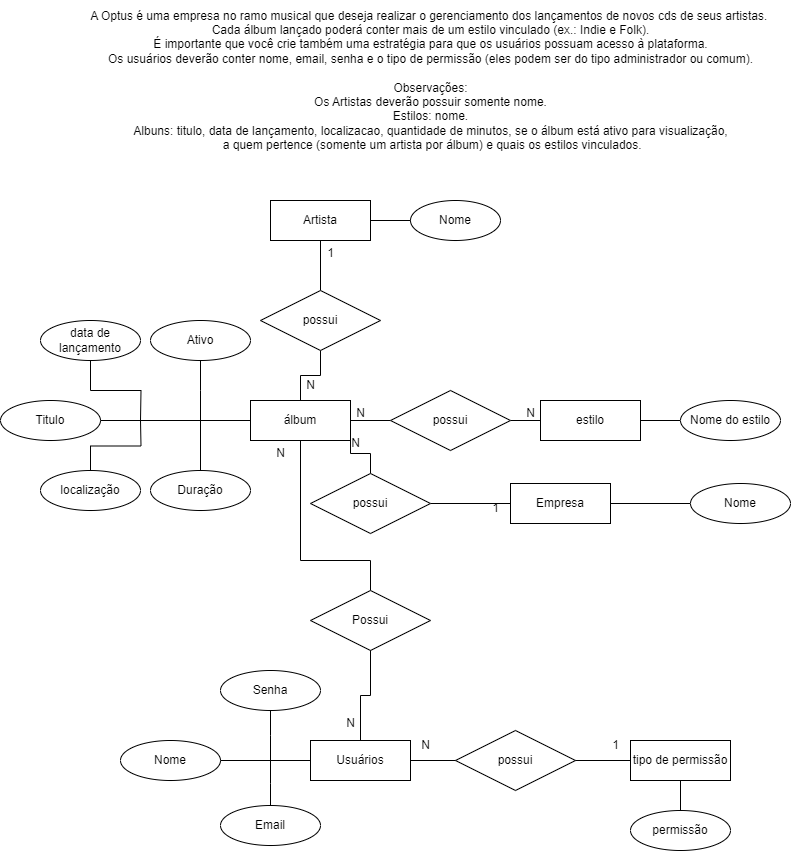 A Optus é uma empresa no ramo musical que deseja realizar o gerenciamento dos lançamentos de novos cds de seus artistas.
Cada álbum lançado poderá conter mais de um estilo vinculado (ex.: Indie e Folk).
É importante que você crie também uma estratégia para que os usuários possuam acesso à plataforma.
Os usuários deverão conter nome, email, senha e o tipo de permissão (eles podem ser do tipo administrador ou comum).
Observações:
Os Artistas deverão possuir somente nome.
Estilos: nome.
Albuns: titulo, data de lançamento, localizacao, quantidade de minutos, se o álbum está ativo para visualização,
a quem pertence (somente um artista por álbum) e quais os estilos vinculados.
Artista
Nome
1
possui
data de
lançamento
Ativo
N
Titulo
álbum
N
possui
N
estilo
Nome do estilo
N
N
localização
Duração
possui
1
Empresa
Nome
Possui
Senha
N
N
1
Nome
Usuários
possui
tipo de permissão
Email
permissão